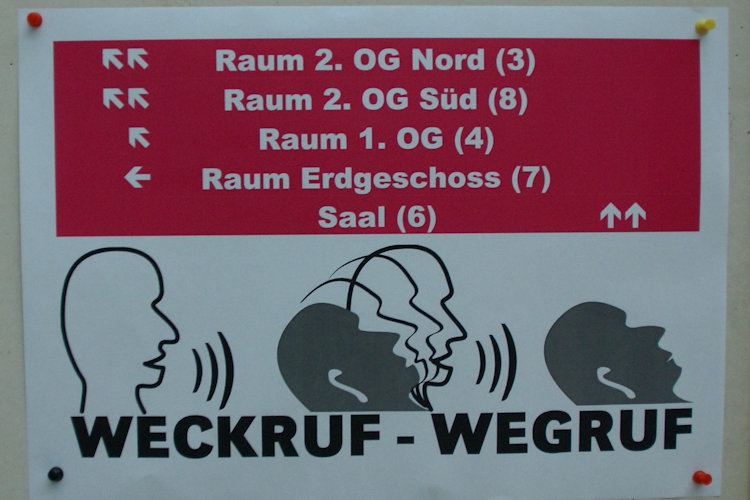 ↖↖ Raum 2. OG Nord (3)
↖↖ Raum 2. OG Süd (8)
↖ Raum 1. OG (4)
← Raum Erdgeschoss (7)
Saal (6) ↑↑
WECKRUF - WEGRUF